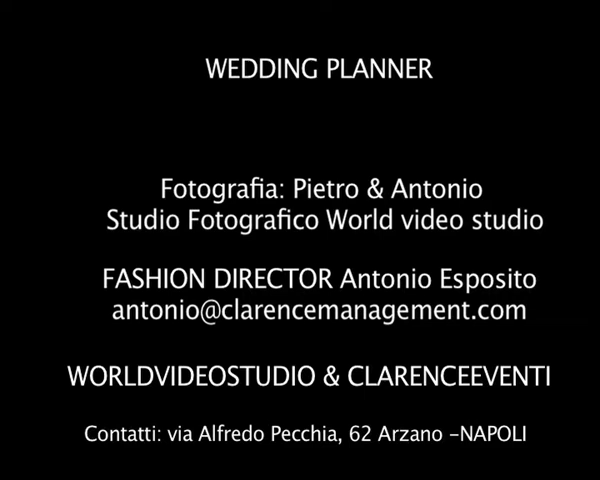 WEDDING PLANNER
Fotografia: Pietro & Antonio
Studio Fotografico World video studio
FASHION DIRECTOR Antonio Esposito
antonio@clarencemanagement.com
WORLDVIDEOSTUDIO & CLARENCEEVENTI
Contatti: via Alfredo Pecchia, 62 Arzano -NAPOLI